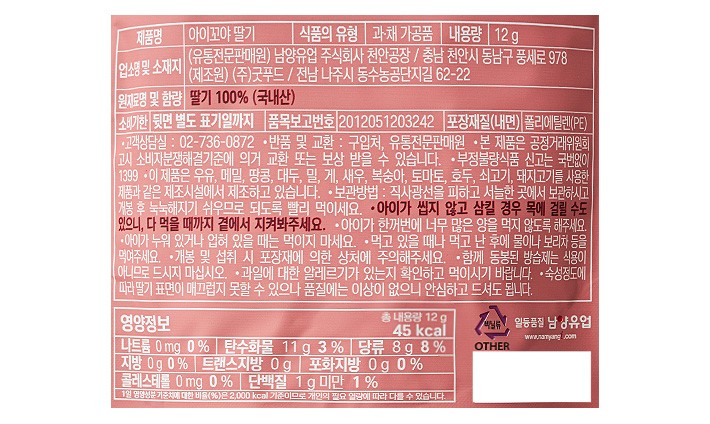 제품명 아이꼬야 딸기 식품의 유형 과·채 가공품 내용량 12g
업소명 및 소재지 (유통전문판매원) 남양유업 주식회사 천안공장 / 충남 천안시 동남구 풍세로 978
(제조원) (주)굿푸드 / 전남 나주시 동수농공단지길 62-22
원재료명 및 함량 딸기 100% (국내산)
소비기한 뒷면 별도 표기일까지 품목보고번호 2012051203242 포장재질(내면) 폴리에틸렌(PE)
•고객상담실 : 02-736-0872 •반품 및 교환 : 구입처, 유통전문판매원 •본 제품은 공정거래위원회
고시 소비자분쟁해결기준에 의거 교환 또는 보상 받을 수 있습니다. •부정불량식품 신고는 국번없이
1399 •이 제품은 우유, 메밀, 땅콩, 대두, 밀, 게, 새우, 복숭아, 토마토, 호두, 쇠고기, 돼지고기를 사용한
제품과 같은 제조시설에서 제조하고 있습니다. •보관방법 : 직사광선을 피하고 서늘한 곳에서 보관하시고
개봉 후 눅눅해지기 쉬우므로 되도록 빨리 먹이세요. •아이가 씹지 않고 삼킬 경우 목에 걸릴 수도
있으니, 다 먹을 때까지 곁에서 지켜봐주세요. •아이가 한꺼번에 너무 많은 양을 먹지 않도록 해주세요.
•아이가 누워 있거나 업혀 있을 때는 먹이지 마세요. •먹고 있을 때나 먹고 난 후에 물이나 보리차 등을
먹여주세요. •개봉 및 섭취 시 포장재에 의한 상처에 주의해주세요. •함께 동봉된 방습제는 식용이
아니므로 드시지 마십시오. •과일에 대한 알레르기가 있는지 확인하고 먹이시기 바랍니다. •숙성정도에
따라 딸기 표면이 매끄럽지 못할 수 있으나 품질에는 이상이 없으니 안심하고 드셔도 됩니다.
영양정보 총 내용량 12g
45 kcal
나트륨 0mg 0% 탄수화물 11g 3% 당류 8g 8%
지방 0g 0% 트랜스지방 0g 포화지방 0g 0%
콜레스테롤 0mg 0% 단백질 1g 미만 1%
1일 영양성분 기준치에 대한 비율(%)은 2,000 kcal 기준이므로 개인의 필요 열량에 따라 다를 수 있습니다.
비닐류
OTHER
일등품질 남양유업
www.namyangi.com